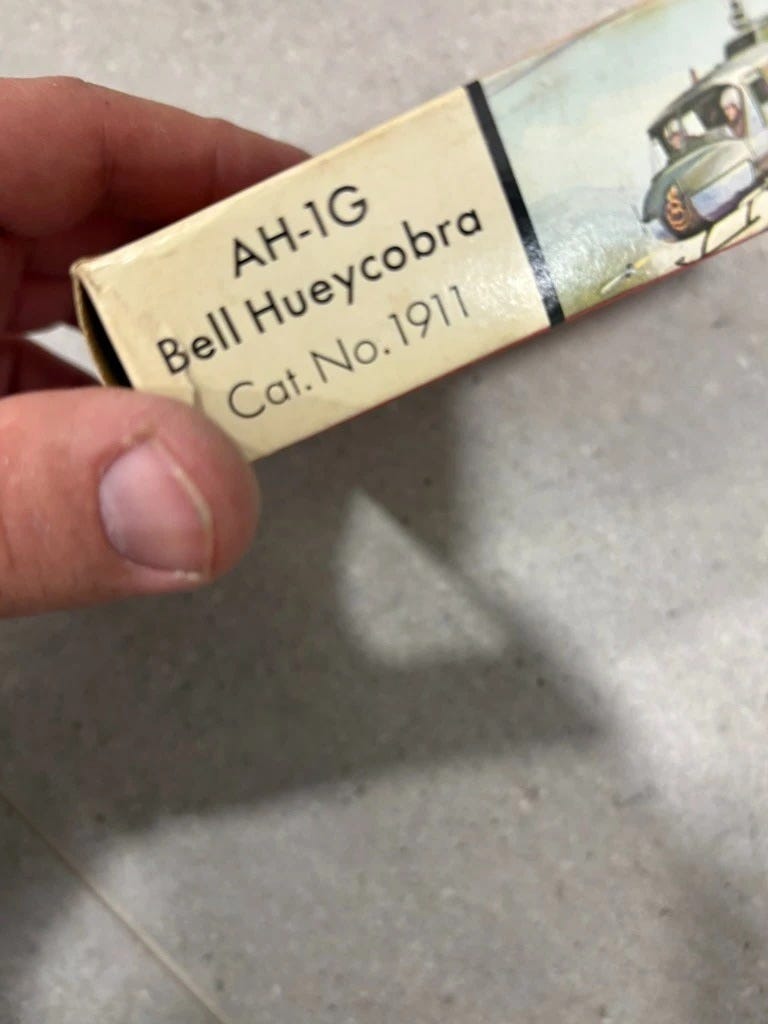 AH-1G
Bell Hueycobra
Cat. No. 1911